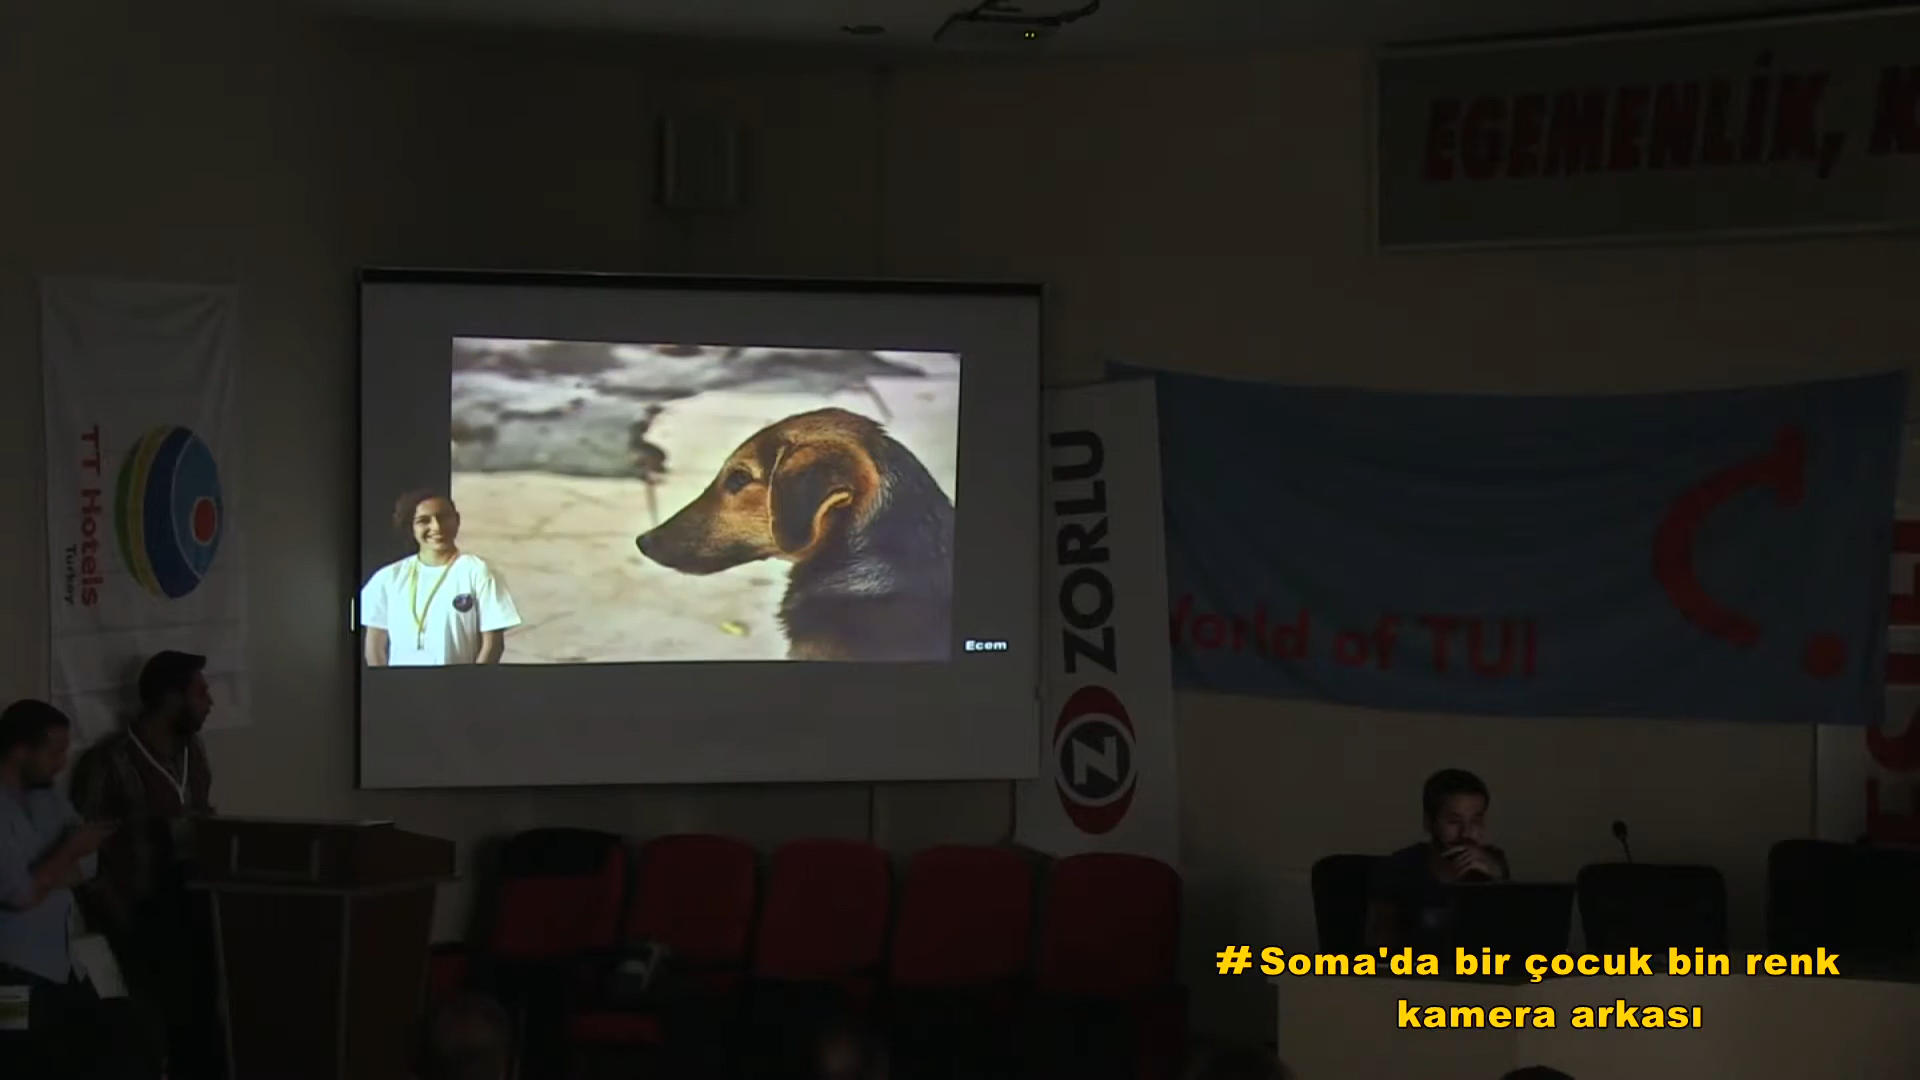 EGEMENLİK,
TT Hotels
Turkey
ZORLU
Z
World of TUI
Ecem
#Soma'da bir çocuk bin renk
kamera arkası